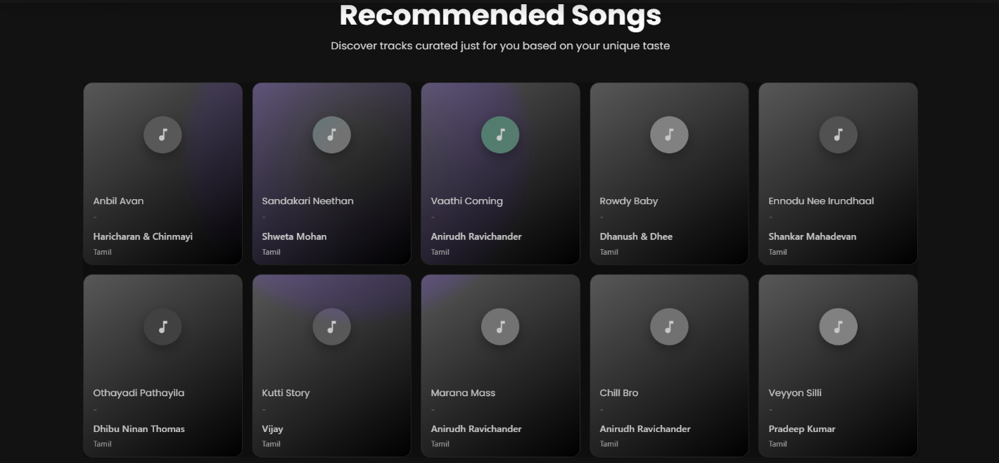 Recommended Songs
Discover tracks curated just for you based on your unique taste
Anbil Avan
-
Haricharan & Chinmayi
Tamil
Sandakari Neethan
-
Shweta Mohan
Tamil
Vaathi Coming
-
Anirudh Ravichander
Tamil
Rowdy Baby
-
Dhanush & Dhee
Tamil
Ennodu Nee Irundhaal
-
Shankar Mahadevan
Tamil
Othayadi Pathayila
-
Dhibu Ninan Thomas
Tamil
Kutti Story
-
Vijay
Tamil
Marana Mass
-
Anirudh Ravichander
Tamil
Chill Bro
-
Anirudh Ravichander
Tamil
Veyyon Silli
-
Pradeep Kumar
Tamil